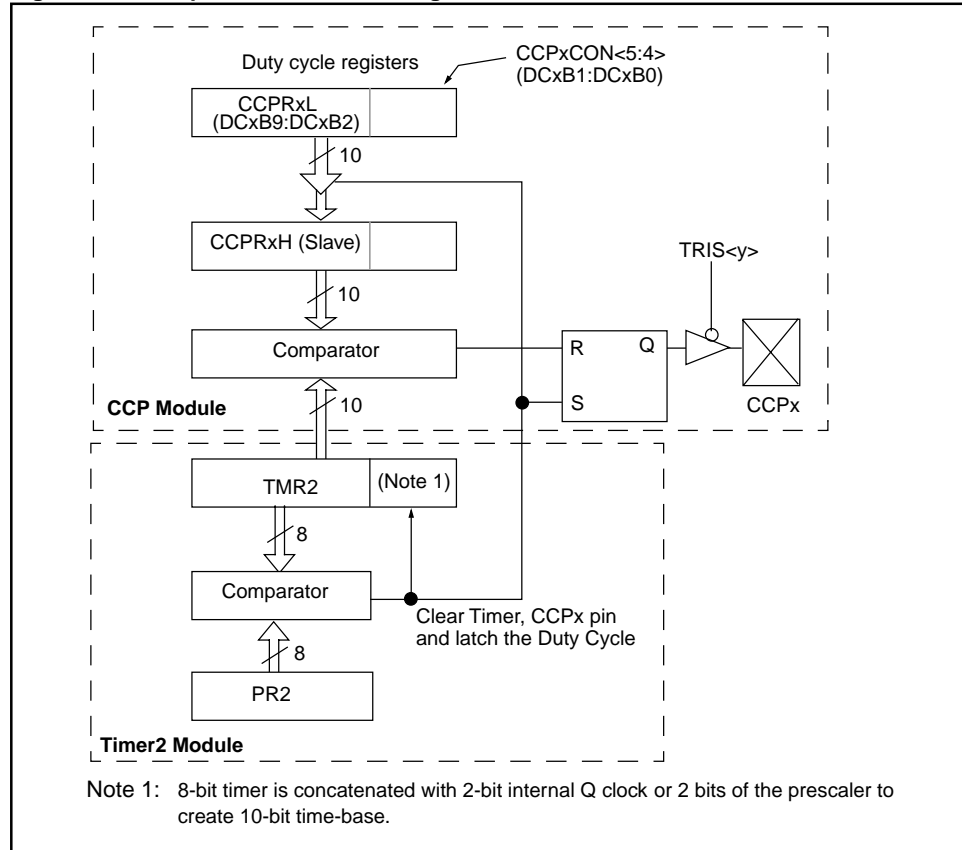 Duty cycle registers
CCPxCON<5:4>
(DCxB1:DCxB0)
CCPRxL
(DCxB9:DCxB2)
10
CCPRxH (Slave)
10
TRIS<y>
Comparator
R
Q
S
CCPx
CCP Module
10
TMR2
(Note 1)
8
Comparator
Clear Timer, CCPx pin
and latch the Duty Cycle
8
PR2
Timer2 Module
Note 1: 8-bit timer is concatenated with 2-bit internal Q clock or 2 bits of the prescaler to
create 10-bit time-base.